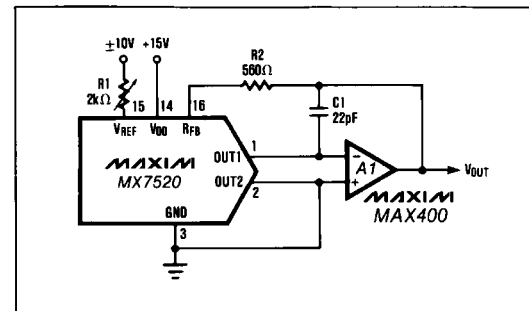 ±10V +15V
R1
2kΩ
15 14 16
R2
560Ω
VREF VDD RFB
C1
22pF
MAXIM
MX7520
OUT1
1
OUT2
2
GND
3
−
+
A1
VOUT
MAXIM
MAX400